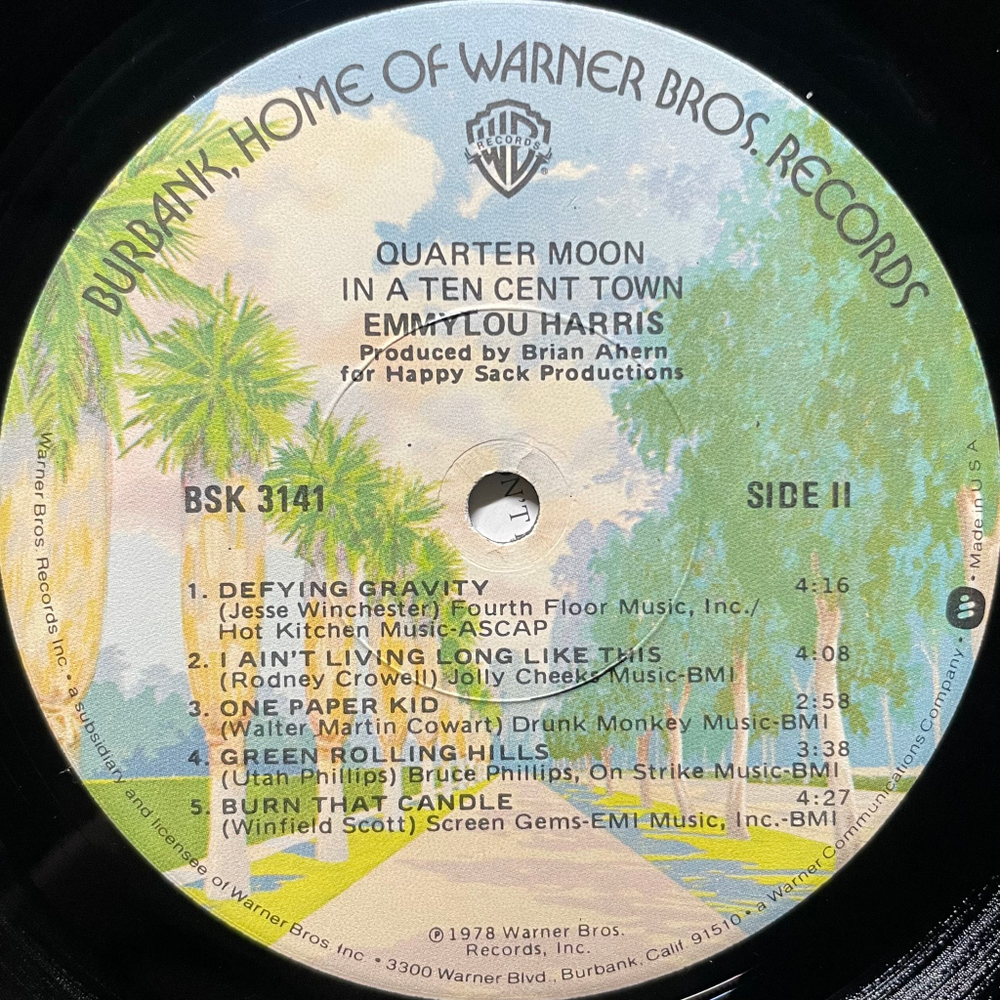 BURBANK, HOME OF WARNER BROS. RECORDS
WB
RECORDS
®
QUARTER MOON
IN A TEN CENT TOWN
EMMYLOU HARRIS
Produced by Brian Ahern
for Happy Sack Productions
BSK 3141
SIDE II
N'T
1. DEFYING GRAVITY 4:16
(Jesse Winchester) Fourth Floor Music, Inc./
Hot Kitchen Music-ASCAP
2. I AIN'T LIVING LONG LIKE THIS 4:08
(Rodney Crowell) Jolly Cheeks Music-BMI
3. ONE PAPER KID 2:58
(Walter Martin Cowart) Drunk Monkey Music-BMI
4. GREEN ROLLING HILLS 3:38
(Utah Phillips) Bruce Phillips, On Strike Music-BMI
5. BURN THAT CANDLE 4:27
(Winfield Scott) Screen Gems-EMI Music, Inc.-BMI
℗1978 Warner Bros.
Records, Inc.
Warner Bros. Records Inc. • a subsidiary and licensee of Warner Bros. Inc. • 3300 Warner Blvd., Burbank, Calif. 91510 • a Warner Communications Company • Made in U S A